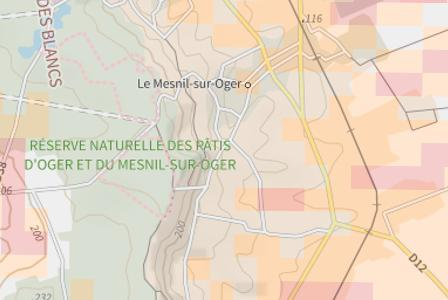 116
DES BLANCS
Le Mesnil-sur-Oger
RÉSERVE NATURELLE DES PÂTIS
D'OGER ET DU MESNIL-SUR-OGER
200
200
D12
232